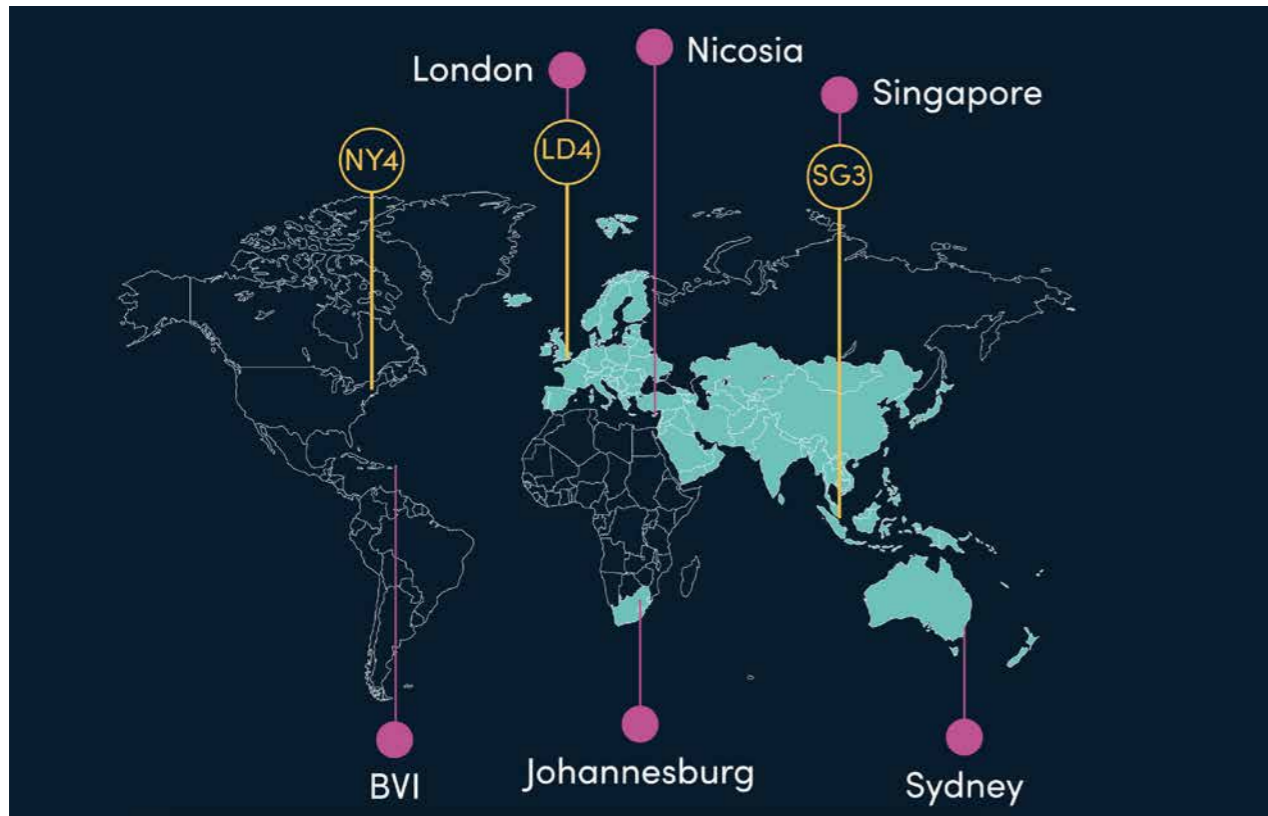 Nicosia
London
Singapore
NY4
LD4
SG3
BVI
Johannesburg
Sydney